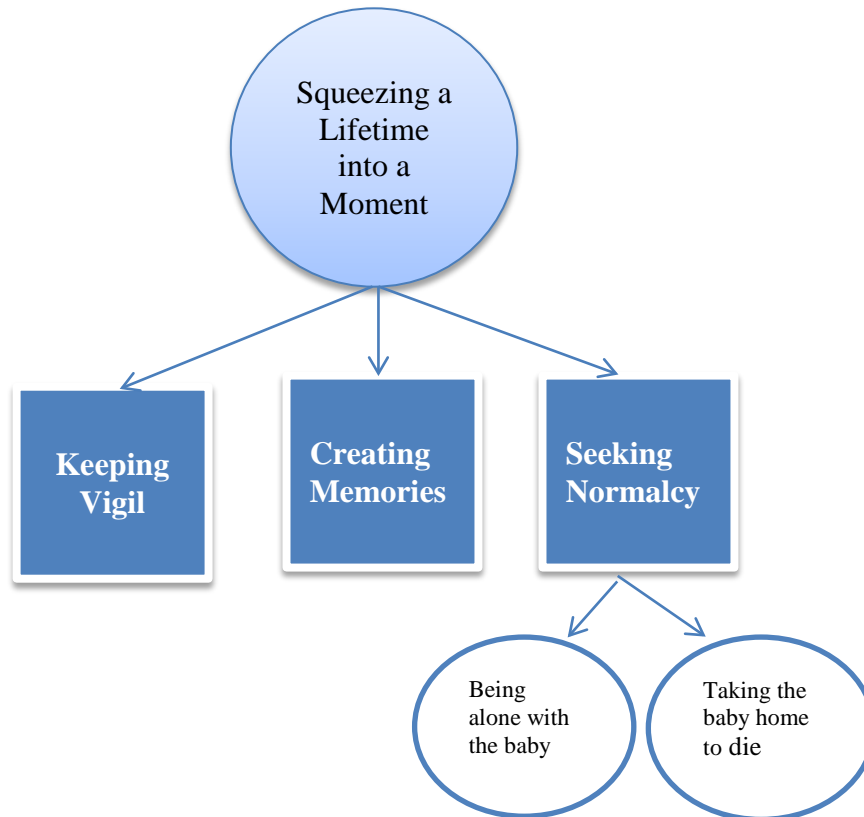 Squeezing a
Lifetime
into a
Moment
Keeping
Vigil
Creating
Memories
Seeking
Normalcy
Being
alone with
the baby
Taking the
baby home
to die